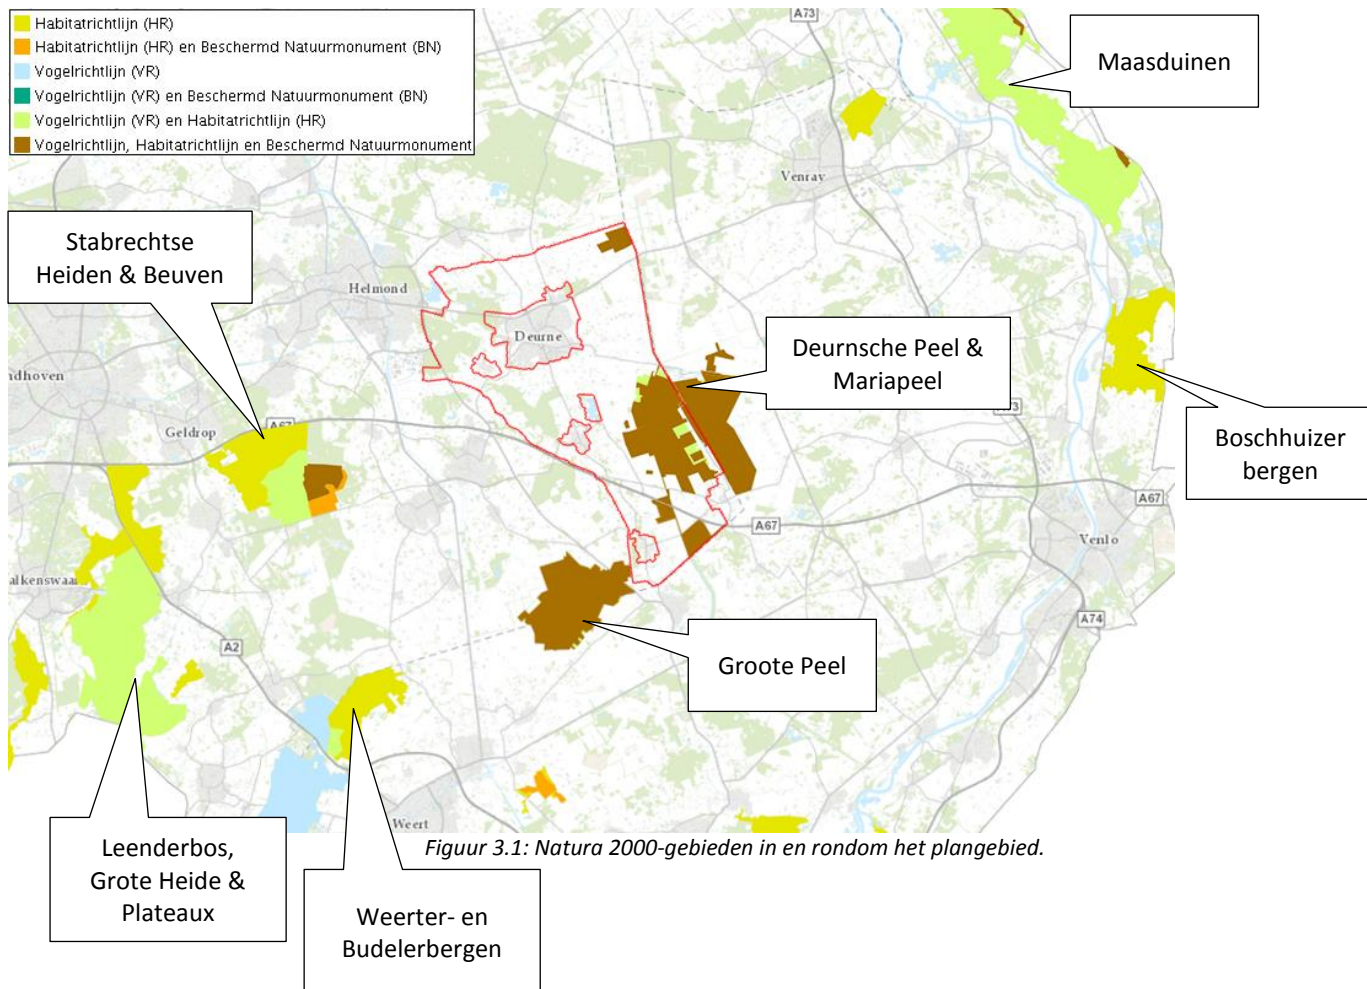 Habitatrichtlijn (HR)
Habitatrichtlijn (HR) en Beschermd Natuurmonument (BN)
Vogelrichtlijn (VR)
Vogelrichtlijn (VR) en Beschermd Natuurmonument (BN)
Vogelrichtlijn (VR) en Habitatrichtlijn (HR)
Vogelrichtlijn, Habitatrichtlijn en Beschermd Natuurmonument
A73
Maasduinen
Venray
Stabrechtse
Heiden & Beuven
Helmond
Deurne
Deurnsche Peel &
Mariapeel
ndhoven
Geldrop
A67
73
Boschhuizer
bergen
A67
A67
Venlo
alkenswaa
A74
A2
Groote Peel
Weert
Leenderbos,
Grote Heide &
Plateaux
Weerter- en
Budelerbergen
Figuur 3.1: Natura 2000-gebieden in en rondom het plangebied.